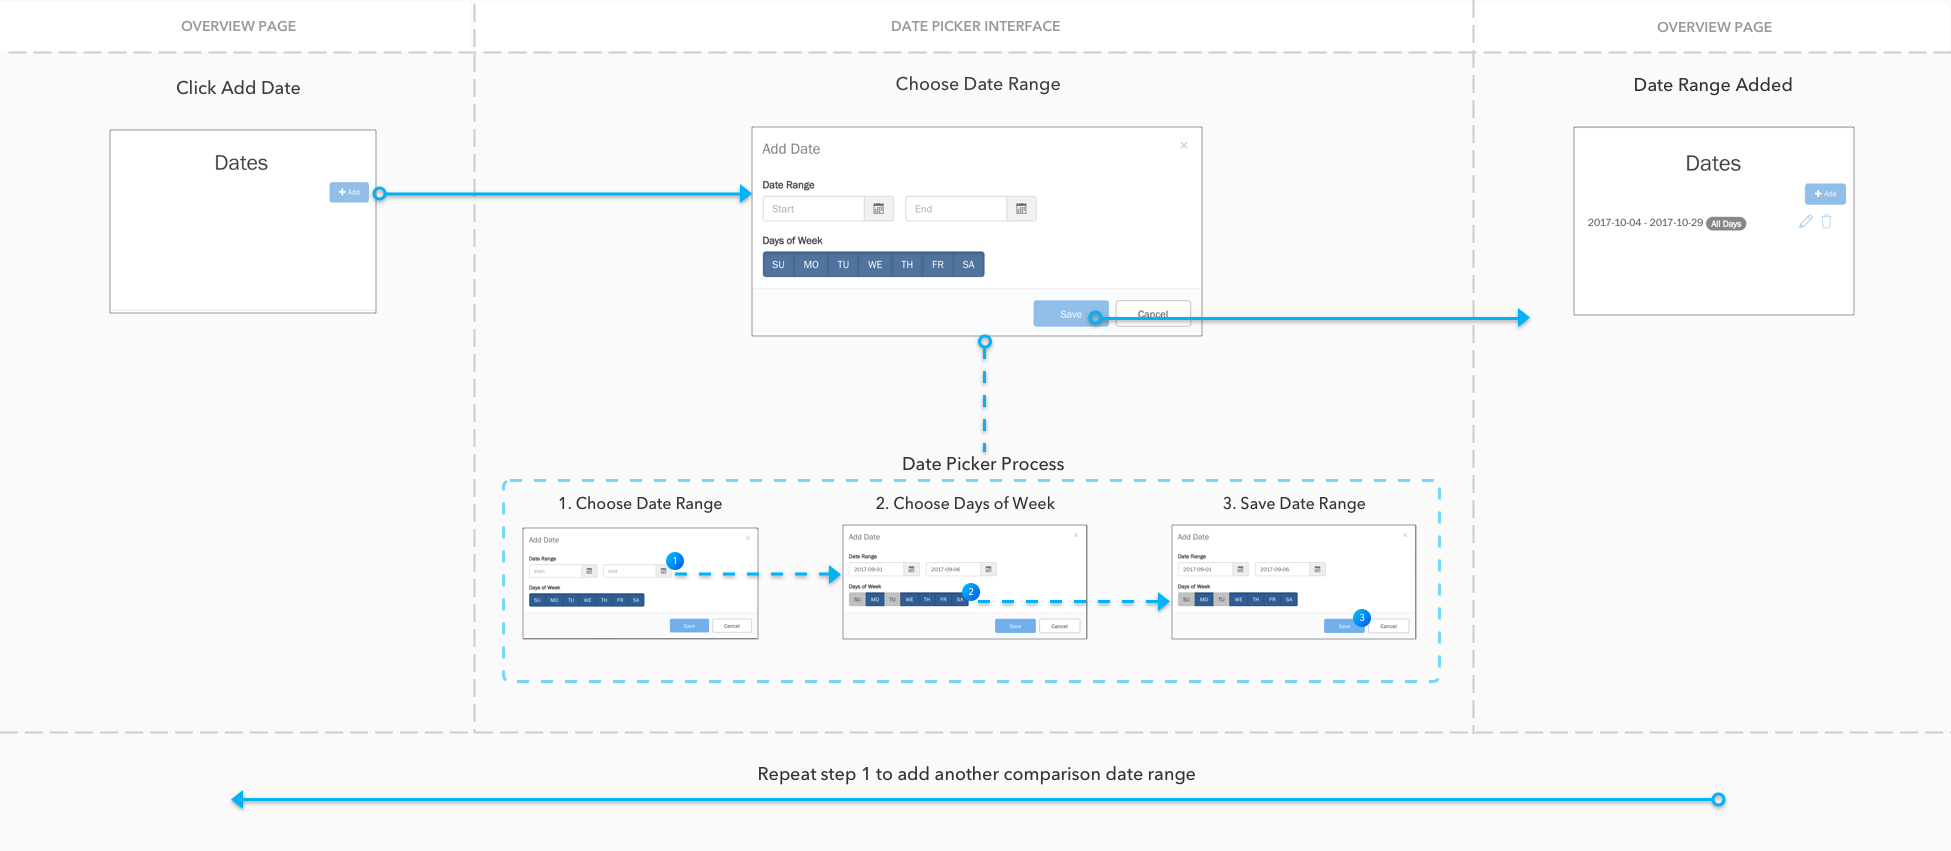 OVERVIEW PAGE
DATE PICKER INTERFACE
OVERVIEW PAGE
Click Add Date
Dates
Add
Choose Date Range
Add Date
×
Date Range
Start
End
Days of Week
SU MO TU WE TH FR SA
Save
Cancel
Date Range Added
Dates
Add
2017-10-04 - 2017-10-29 All Days
Date Picker Process
1. Choose Date Range
Add Date
×
Date Range
1
start
end
Days of Week
SU MO TU WE TH FR SA
Save
Cancel
2. Choose Days of Week
Add Date
×
Date Range
2017-09-01
2017-09-06
Days of Week
2
SU MO TU WE TH FR SA
Save
Cancel
3. Save Date Range
Add Date
×
Date Range
2017-09-01
2017-09-06
Days of Week
SU MO TU WE TH FR SA
3
Save
Cancel
Repeat step 1 to add another comparison date range